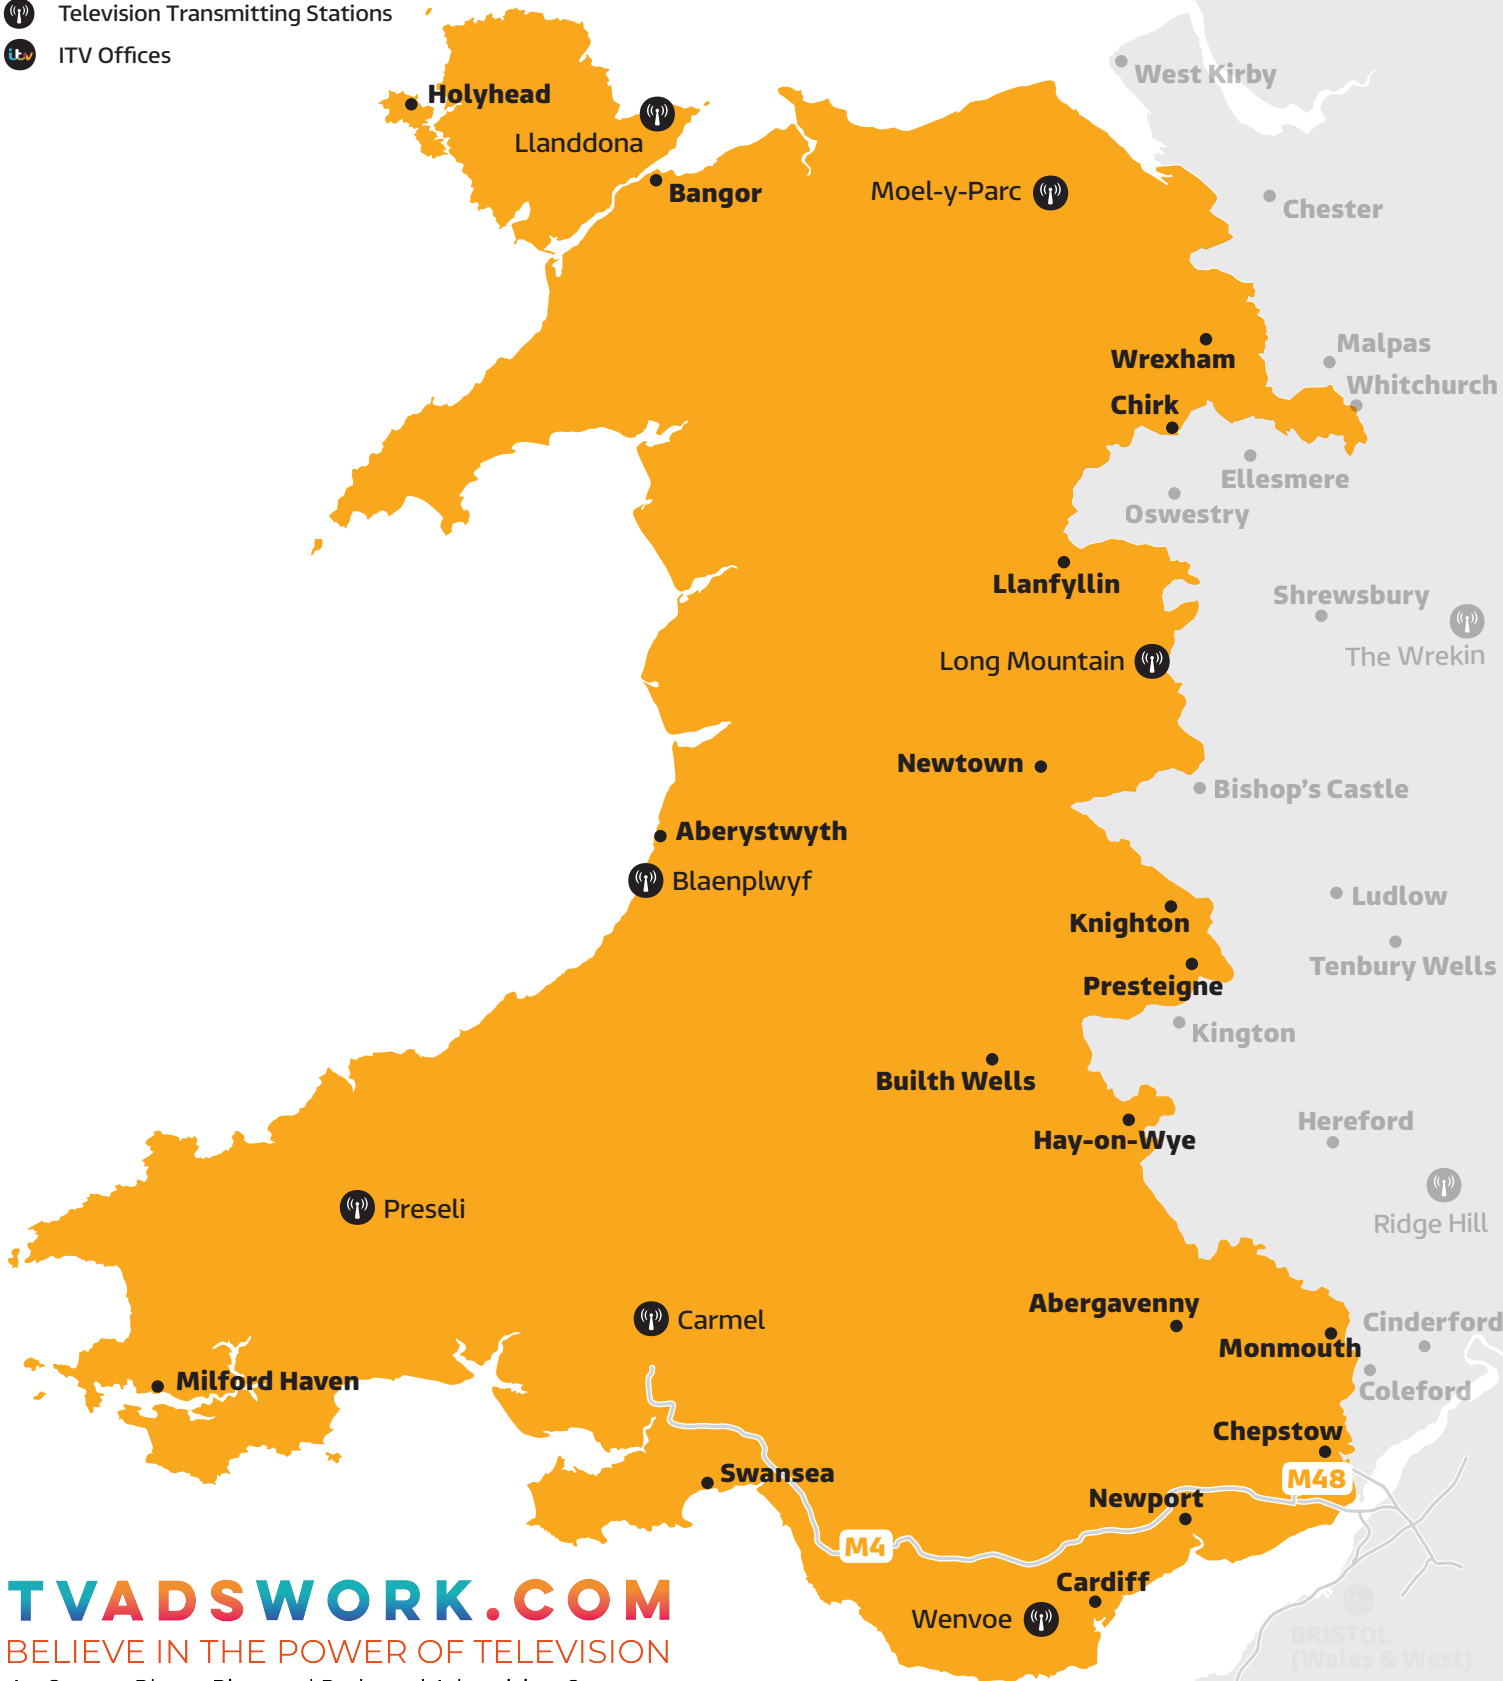 Television Transmitting Stations
itv
ITV Offices
West Kirby
Holyhead
Llanddona
Bangor
Moel-y-Parc
Chester
Malpas
Wrexham
Whitchurch
Chirk
Ellesmere
Oswestry
Llanfyllin
Shrewsbury
The Wrekin
Long Mountain
Newtown
Bishop's Castle
Aberystwyth
Blaenplwyf
Ludlow
Knighton
Tenbury Wells
Presteigne
Kington
Builth Wells
Hereford
Hay-on-Wye
Preseli
Ridge Hill
Abergavenny
Carmel
Cinderford
Monmouth
Milford Haven
Coleford
Chepstow
Swansea
M48
Newport
M4
Cardiff
Wenvoe
TVADSWORK.COM
BELIEVE IN THE POWER OF TELEVISION
BRISTOL
(Wales & West)